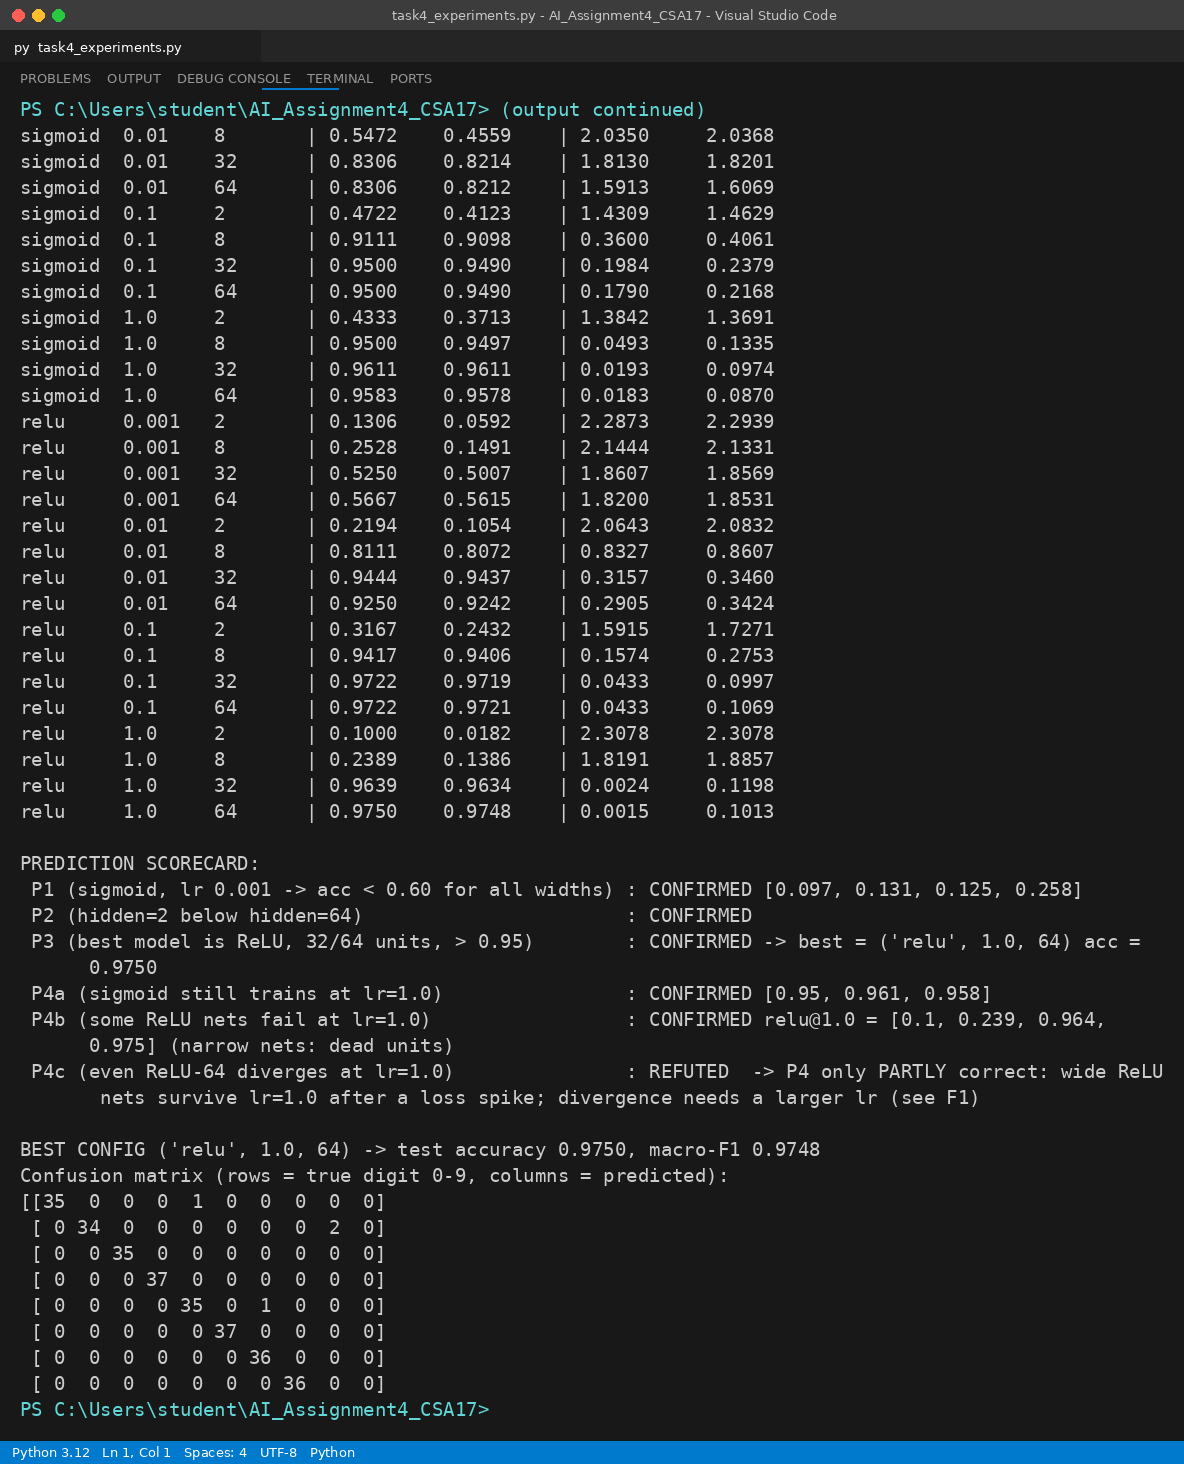 task4_experiments.py - AI_Assignment4_CSA17 - Visual Studio Code
py  task4_experiments.py
PROBLEMS    OUTPUT    DEBUG CONSOLE    TERMINAL    PORTS
PS C:\Users\student\AI_Assignment4_CSA17> (output continued)
sigmoid  0.01    8       | 0.5472    0.4559    | 2.0350     2.0368
sigmoid  0.01    32      | 0.8306    0.8214    | 1.8130     1.8201
sigmoid  0.01    64      | 0.8306    0.8212    | 1.5913     1.6069
sigmoid  0.1     2       | 0.4722    0.4123    | 1.4309     1.4629
sigmoid  0.1     8       | 0.9111    0.9098    | 0.3600     0.4061
sigmoid  0.1     32      | 0.9500    0.9490    | 0.1984     0.2379
sigmoid  0.1     64      | 0.9500    0.9490    | 0.1790     0.2168
sigmoid  1.0     2       | 0.4333    0.3713    | 1.3842     1.3691
sigmoid  1.0     8       | 0.9500    0.9497    | 0.0493     0.1335
sigmoid  1.0     32      | 0.9611    0.9611    | 0.0193     0.0974
sigmoid  1.0     64      | 0.9583    0.9578    | 0.0183     0.0870
relu     0.001   2       | 0.1306    0.0592    | 2.2873     2.2939
relu     0.001   8       | 0.2528    0.1491    | 2.1444     2.1331
relu     0.001   32      | 0.5250    0.5007    | 1.8607     1.8569
relu     0.001   64      | 0.5667    0.5615    | 1.8200     1.8531
relu     0.01    2       | 0.2194    0.1054    | 2.0643     2.0832
relu     0.01    8       | 0.8111    0.8072    | 0.8327     0.8607
relu     0.01    32      | 0.9444    0.9437    | 0.3157     0.3460
relu     0.01    64      | 0.9250    0.9242    | 0.2905     0.3424
relu     0.1     2       | 0.3167    0.2432    | 1.5915     1.7271
relu     0.1     8       | 0.9417    0.9406    | 0.1574     0.2753
relu     0.1     32      | 0.9722    0.9719    | 0.0433     0.0997
relu     0.1     64      | 0.9722    0.9721    | 0.0433     0.1069
relu     1.0     2       | 0.1000    0.0182    | 2.3078     2.3078
relu     1.0     8       | 0.2389    0.1386    | 1.8191     1.8857
relu     1.0     32      | 0.9639    0.9634    | 0.0024     0.1198
relu     1.0     64      | 0.9750    0.9748    | 0.0015     0.1013
PREDICTION SCORECARD:
 P1 (sigmoid, lr 0.001 -> acc < 0.60 for all widths) : CONFIRMED [0.097, 0.131, 0.125, 0.258]
 P2 (hidden=2 below hidden=64)                       : CONFIRMED
 P3 (best model is ReLU, 32/64 units, > 0.95)        : CONFIRMED -> best = ('relu', 1.0, 64) acc =
      0.9750
 P4a (sigmoid still trains at lr=1.0)                : CONFIRMED [0.95, 0.961, 0.958]
 P4b (some ReLU nets fail at lr=1.0)                 : CONFIRMED relu@1.0 = [0.1, 0.239, 0.964,
      0.975] (narrow nets: dead units)
 P4c (even ReLU-64 diverges at lr=1.0)               : REFUTED  -> P4 only PARTLY correct: wide ReLU
       nets survive lr=1.0 after a loss spike; divergence needs a larger lr (see F1)
BEST CONFIG ('relu', 1.0, 64) -> test accuracy 0.9750, macro-F1 0.9748
Confusion matrix (rows = true digit 0-9, columns = predicted):
[[35  0  0  0  1  0  0  0  0  0]
 [ 0 34  0  0  0  0  0  0  2  0]
 [ 0  0 35  0  0  0  0  0  0  0]
 [ 0  0  0 37  0  0  0  0  0  0]
 [ 0  0  0  0 35  0  1  0  0  0]
 [ 0  0  0  0  0 37  0  0  0  0]
 [ 0  0  0  0  0  0 36  0  0  0]
 [ 0  0  0  0  0  0  0 36  0  0]
PS C:\Users\student\AI_Assignment4_CSA17>
Python 3.12   Ln 1, Col 1   Spaces: 4   UTF-8   Python